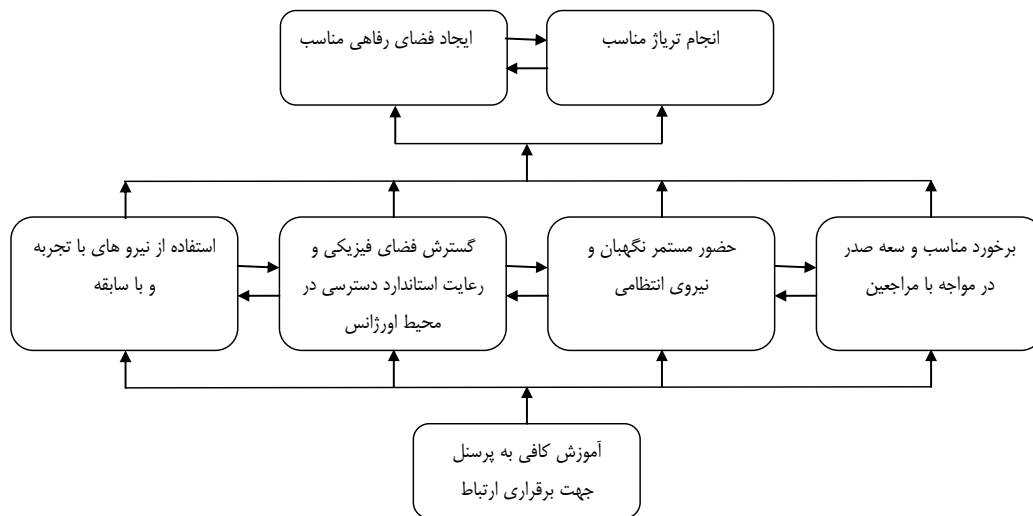 انجام تریاژ مناسب
ایجاد فضای رفاهی مناسب
برخورد مناسب و سعه صدر
در مواجه با مراجعین
حضور مستمر نگهبان و
نیروی انتظامی
گسترش فضای فیزیکی و
رعایت استاندارد دسترسی در
محیط اورژانس
استفاده از نیرو های با تجربه
و با سابقه
آموزش کافی به پرسنل
جهت برقراری ارتباط